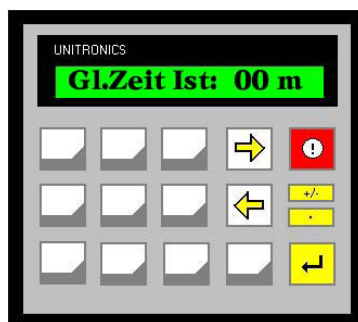 UNITRONICS
Gl.Zeit Ist: 00 m
+/-
.